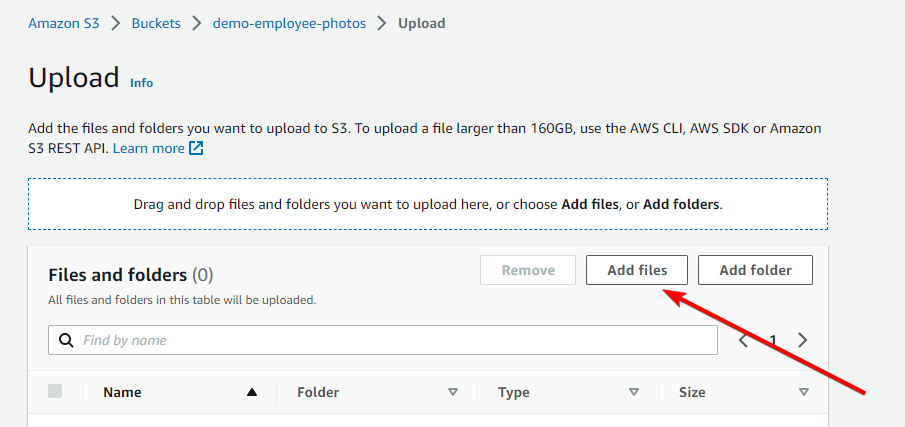 Amazon S3 > Buckets > demo-employee-photos > Upload
Upload Info
Add the files and folders you want to upload to S3. To upload a file larger than 160GB, use the AWS CLI, AWS SDK or Amazon
S3 REST API. Learn more
Drag and drop files and folders you want to upload here, or choose Add files, or Add folders.
Files and folders (0)
Remove
Add files
Add folder
All files and folders in this table will be uploaded.
Find by name
1
Name Folder Type Size